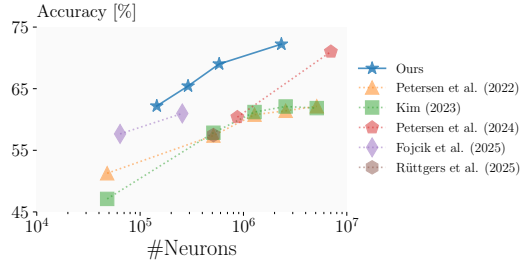 Accuracy [%]
75
65
55
45
10^4
10^5
10^6
10^7
#Neurons
Ours
Petersen et al. (2022)
Kim (2023)
Petersen et al. (2024)
Fojcik et al. (2025)
Rüttgers et al. (2025)